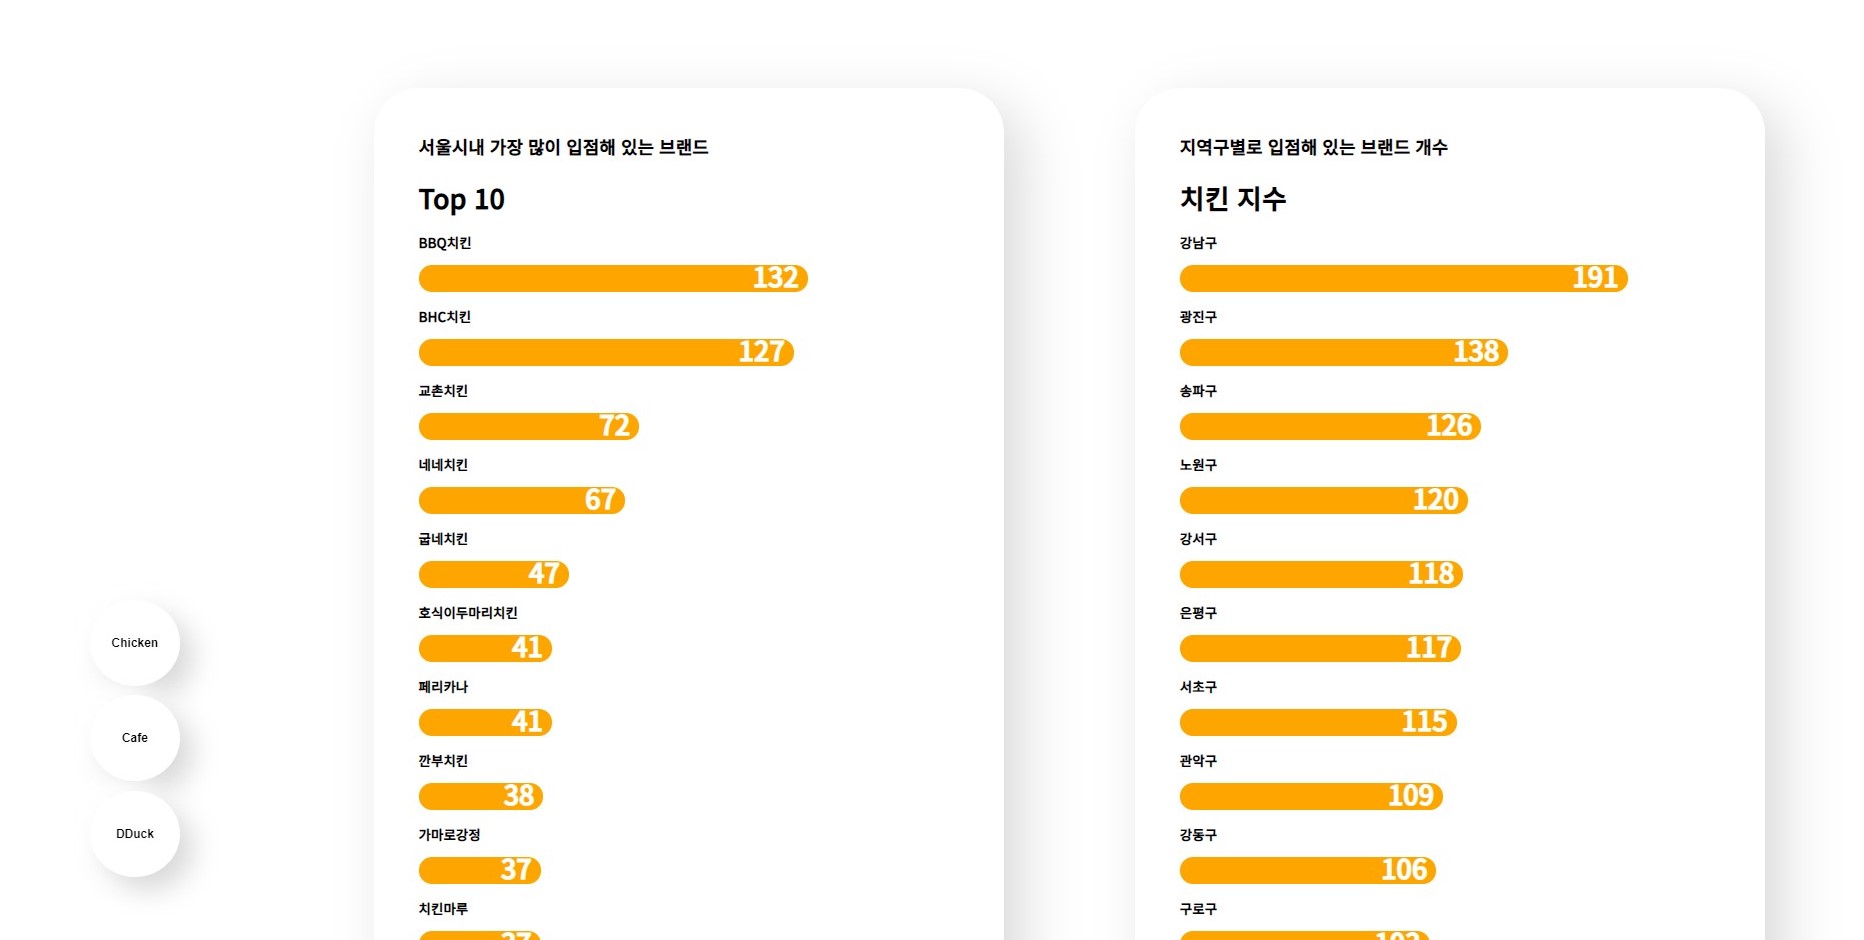 서울시내 가장 많이 입점해 있는 브랜드
Top 10
BBQ치킨
132
BHC치킨
127
교촌치킨
72
네네치킨
67
굽네치킨
47
호식이두마리치킨
41
페리카나
41
깐부치킨
38
가마로강정
37
치킨마루
지역구별로 입점해 있는 브랜드 개수
치킨 지수
강남구
191
광진구
138
송파구
126
노원구
120
강서구
118
은평구
117
서초구
115
관악구
109
강동구
106
구로구
Chicken
Cafe
DDuck